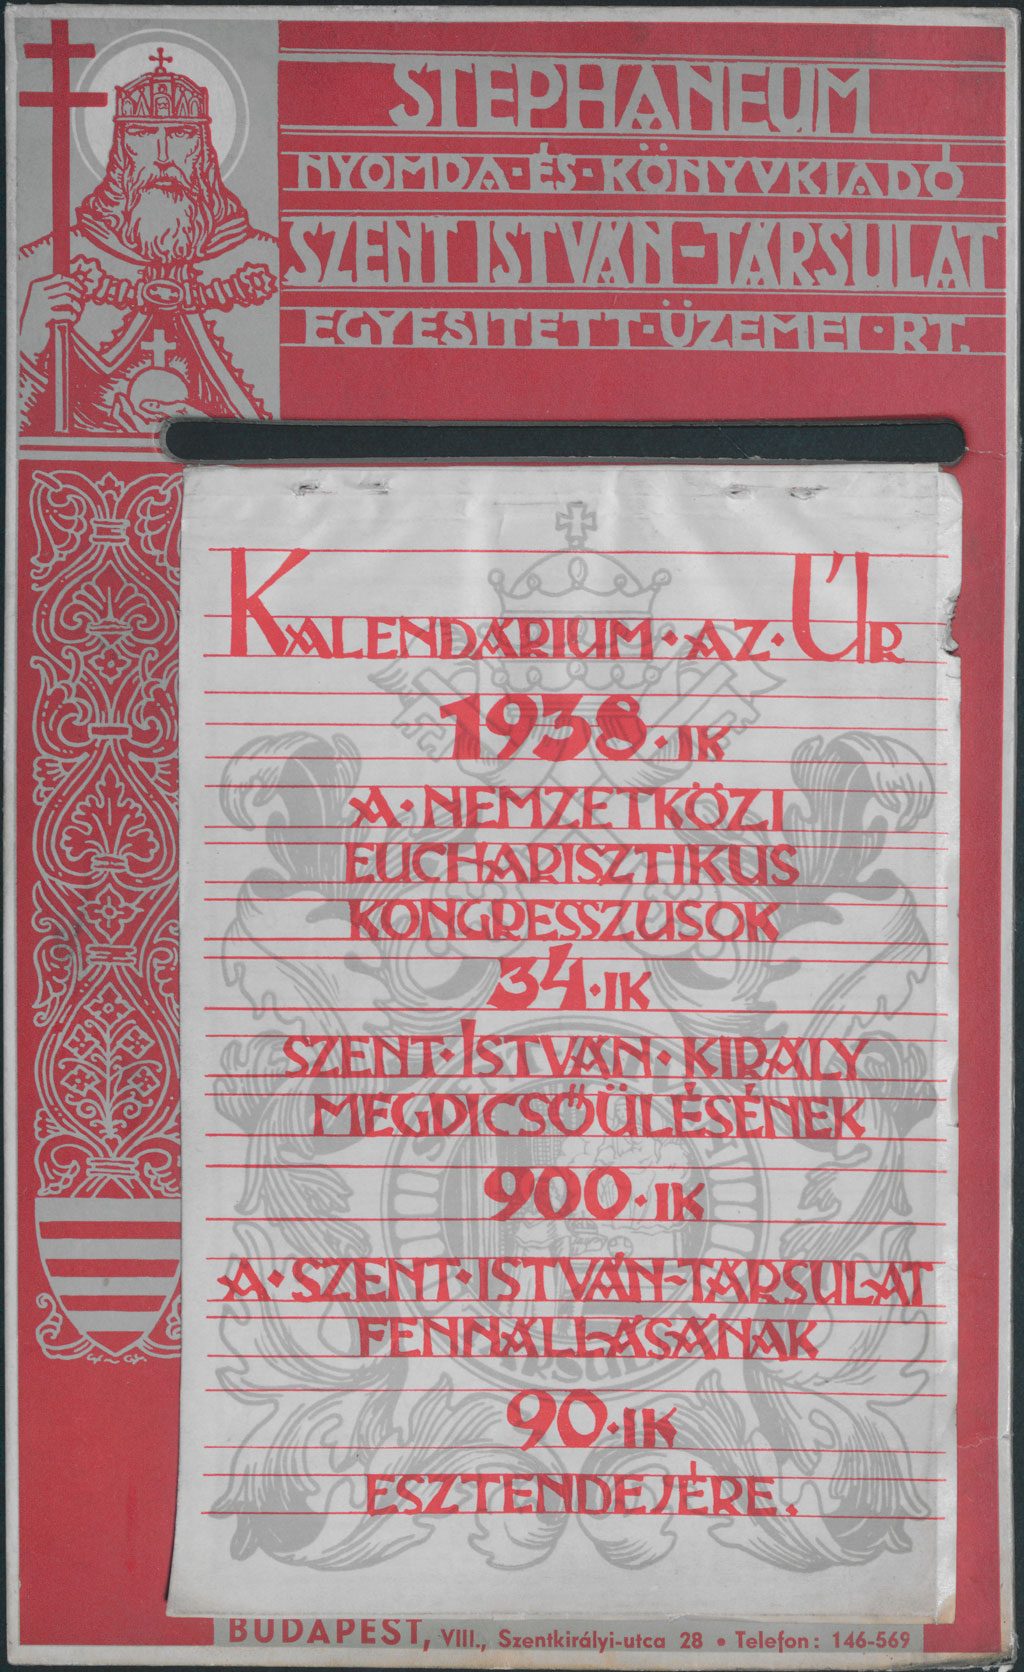 STEPHANEUM
NYOMDA-ÉS-KÖNYVKIADÓ
SZENT ISTVÁN-TÁRSULAT
EGYESITETT-ÜZEMEI·RT.
KALENDÁRIUM·AZ·ÚR
1938·IK
A·NEMZETKÖZI
EUCHARISZTIKUS
KONGRESSZUSOK
34·IK
SZENT·ISTVÁN·KIRÁLY
MEGDICSŐÜLÉSÉNEK
900·IK
A·SZENT·ISTVÁN-TÁRSULAT
FENNÁLLÁSÁNAK
90·IK
ESZTENDEJÉRE.
BUDAPEST, VIII., Szentkirályi-utca 28 • Telefon: 146-569